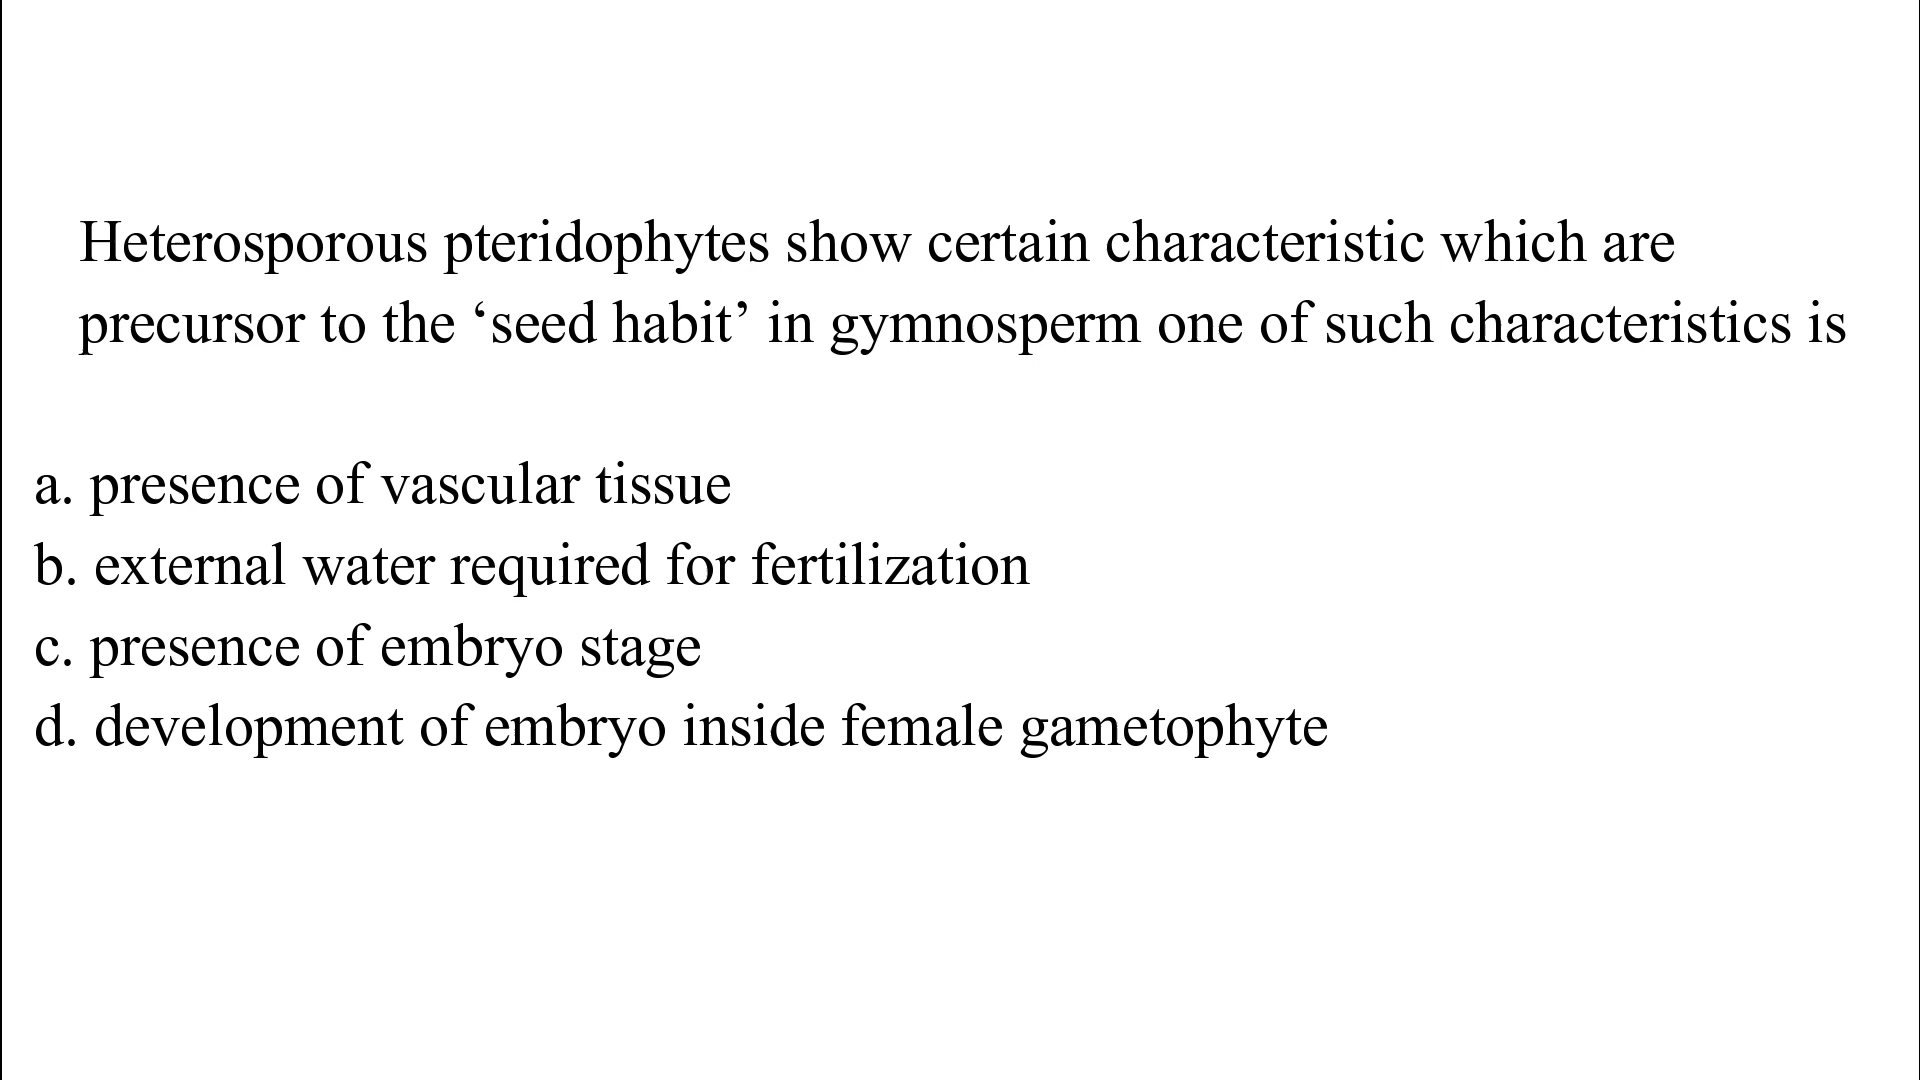 Heterosporous pteridophytes show certain characteristic which are
precursor to the ‘seed habit’ in gymnosperm one of such characteristics is
a. presence of vascular tissue
b. external water required for fertilization
c. presence of embryo stage
d. development of embryo inside female gametophyte